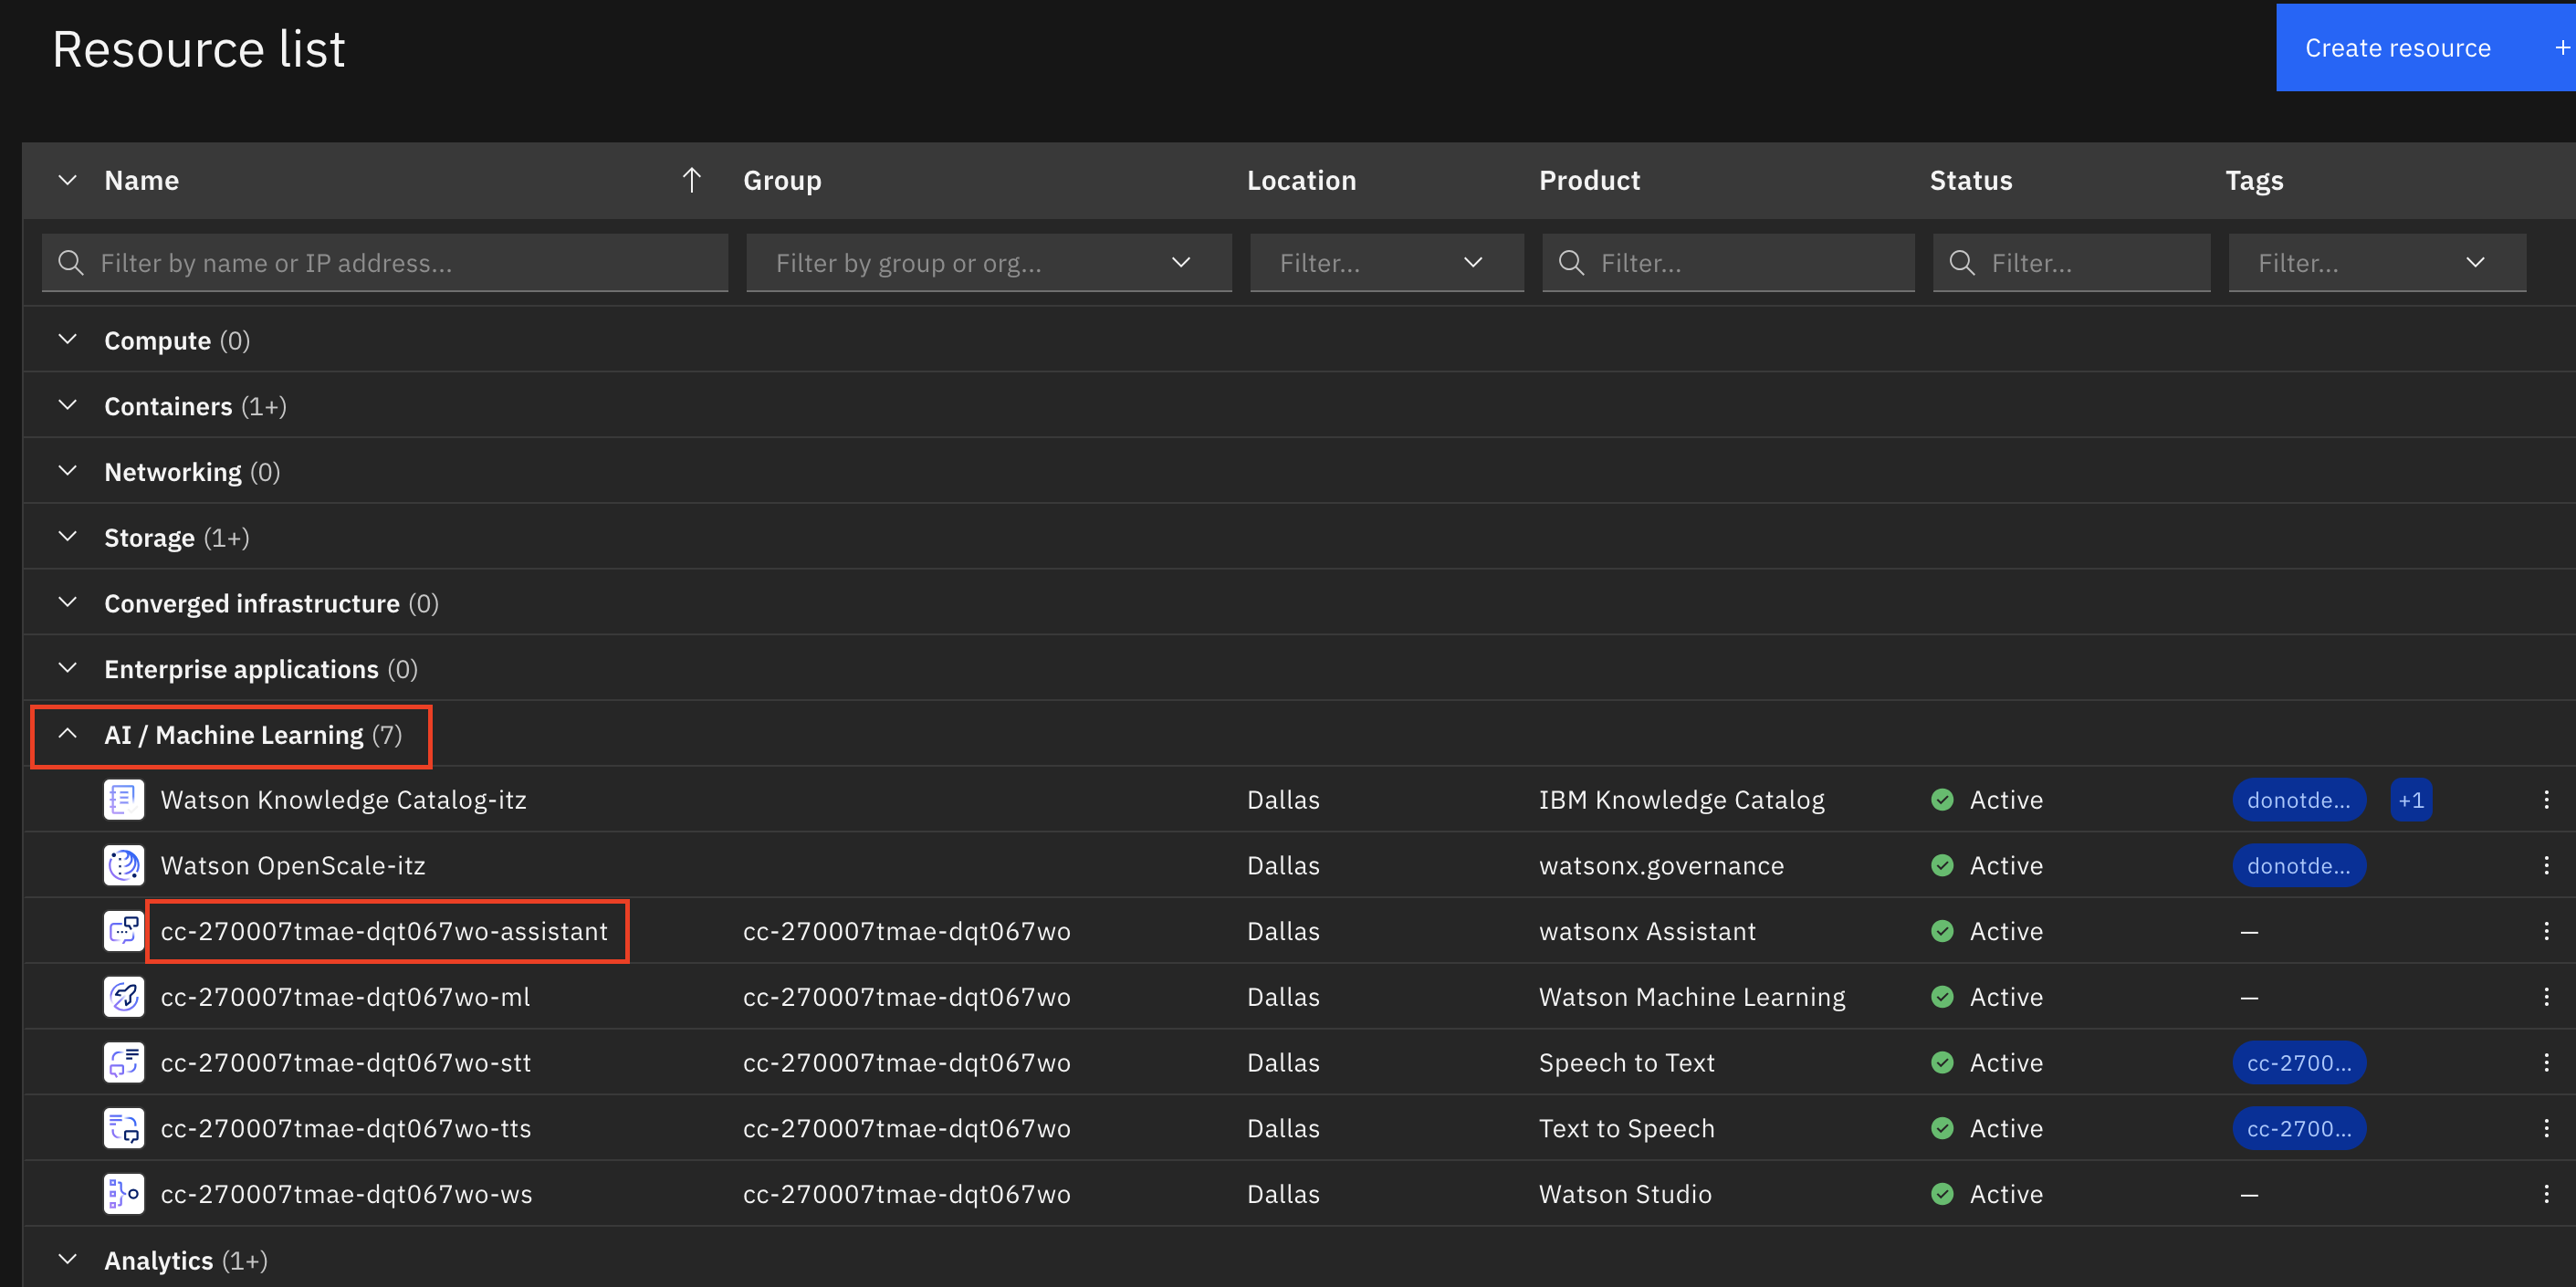 Resource list
Create resource +
Name Group Location Product Status Tags
Filter by name or IP address... Filter by group or org... Filter... Filter... Filter... Filter...
Compute (0)
Containers (1+)
Networking (0)
Storage (1+)
Converged infrastructure (0)
Enterprise applications (0)
AI / Machine Learning (7)
Watson Knowledge Catalog-itz Dallas IBM Knowledge Catalog Active donotde... +1
Watson OpenScale-itz Dallas watsonx.governance Active donotde...
cc-270007tmae-dqt067wo-assistant cc-270007tmae-dqt067wo Dallas watsonx Assistant Active –
cc-270007tmae-dqt067wo-ml cc-270007tmae-dqt067wo Dallas Watson Machine Learning Active –
cc-270007tmae-dqt067wo-stt cc-270007tmae-dqt067wo Dallas Speech to Text Active cc-2700...
cc-270007tmae-dqt067wo-tts cc-270007tmae-dqt067wo Dallas Text to Speech Active cc-2700...
cc-270007tmae-dqt067wo-ws cc-270007tmae-dqt067wo Dallas Watson Studio Active –
Analytics (1+)